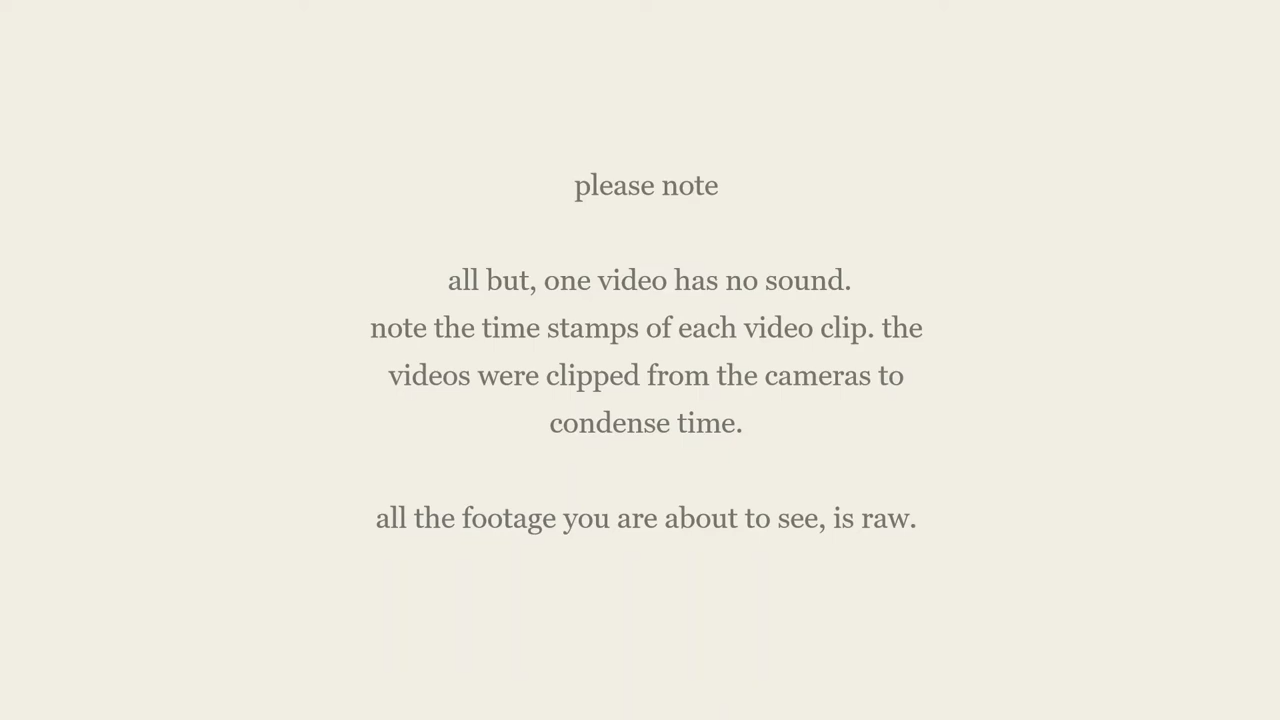 please note
all but, one video has no sound.
note the time stamps of each video clip. the
videos were clipped from the cameras to
condense time.
all the footage you are about to see, is raw.